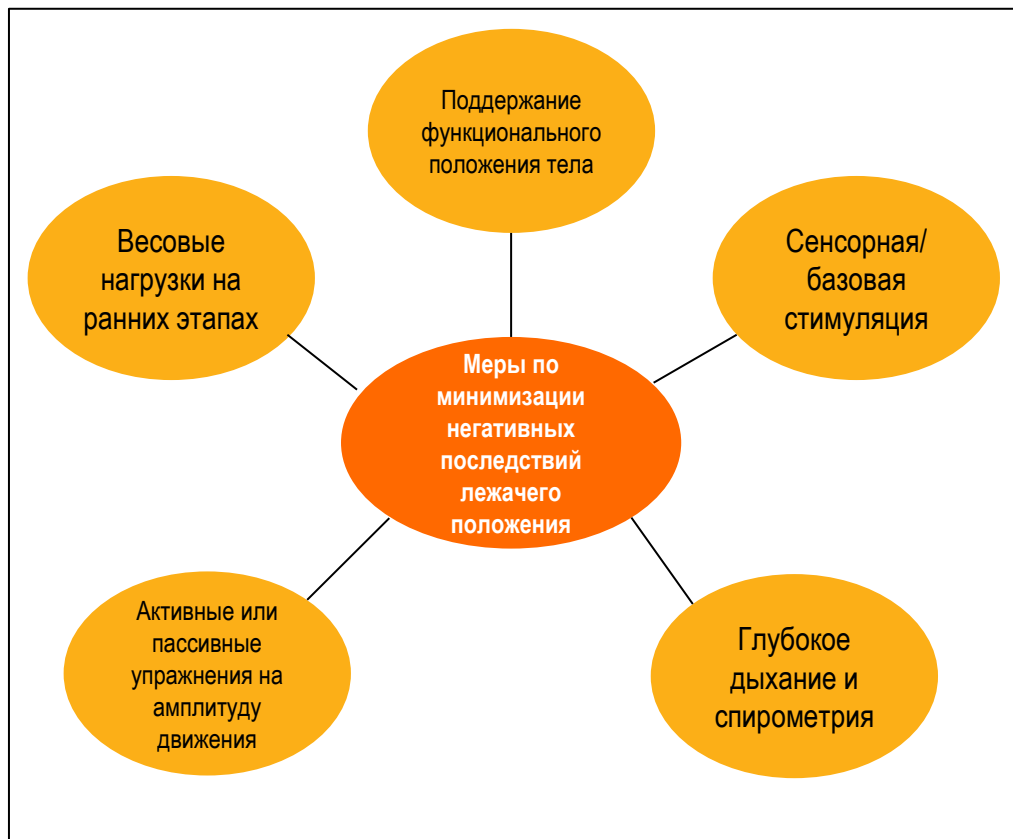 Поддержание
функционального
положения тела
Весовые
нагрузки на
ранних этапах
Сенсорная/
базовая
стимуляция
Меры по
минимизации
негативных
последствий
лежачего
положения
Активные или
пассивные
упражнения на
амплитуду
движения
Глубокое
дыхание и
спирометрия